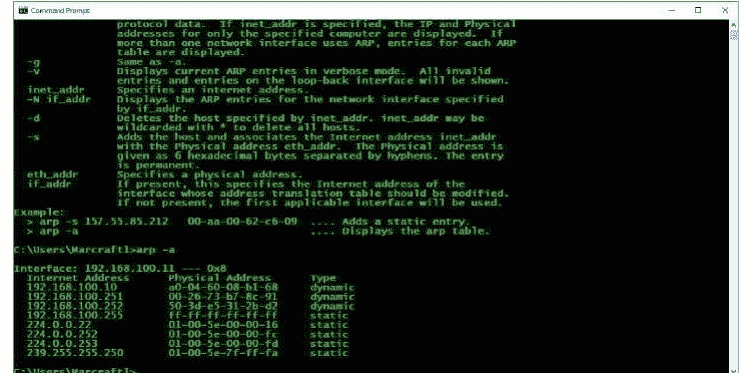 Command Prompt
protocol data. If inet_addr is specified, the IP and Physical
addresses for only the specified computer are displayed. If
more than one network interface uses ARP, entries for each ARP
table are displayed.
-g Same as -a.
-v Displays current ARP entries in verbose mode. All invalid
entries and entries on the loop-back interface will be shown.
inet_addr Specifies an internet address.
-N if_addr Displays the ARP entries for the network interface specified
by if_addr.
-d Deletes the host specified by inet_addr. inet_addr may be
wildcarded with * to delete all hosts.
-s Adds the host and associates the Internet address inet_addr
with the Physical address eth_addr. The Physical address is
given as 6 hexadecimal bytes separated by hyphens. The entry
is permanent.
eth_addr Specifies a physical address.
if_addr If present, this specifies the Internet address of the
interface whose address translation table should be modified.
If not present, the first applicable interface will be used.
Example:
> arp -s 157.55.85.212 00-aa-00-62-c6-09 .... Adds a static entry.
> arp -a .... Displays the arp table.
C:\Users\Marcraft1>arp -a
Interface: 192.168.100.11 --- 0x8
Internet Address Physical Address Type
192.168.100.10 a0-04-60-08-b1-68 dynamic
192.168.100.251 00-26-73-b7-8c-91 dynamic
192.168.100.252 50-3d-e5-31-2b-d2 dynamic
192.168.100.255 ff-ff-ff-ff-ff-ff static
224.0.0.22 01-00-5e-00-00-16 static
224.0.0.252 01-00-5e-00-00-fc static
224.0.0.253 01-00-5e-00-00-fd static
239.255.255.250 01-00-5e-7f-ff-fa static
C:\Users\Marcraft1>